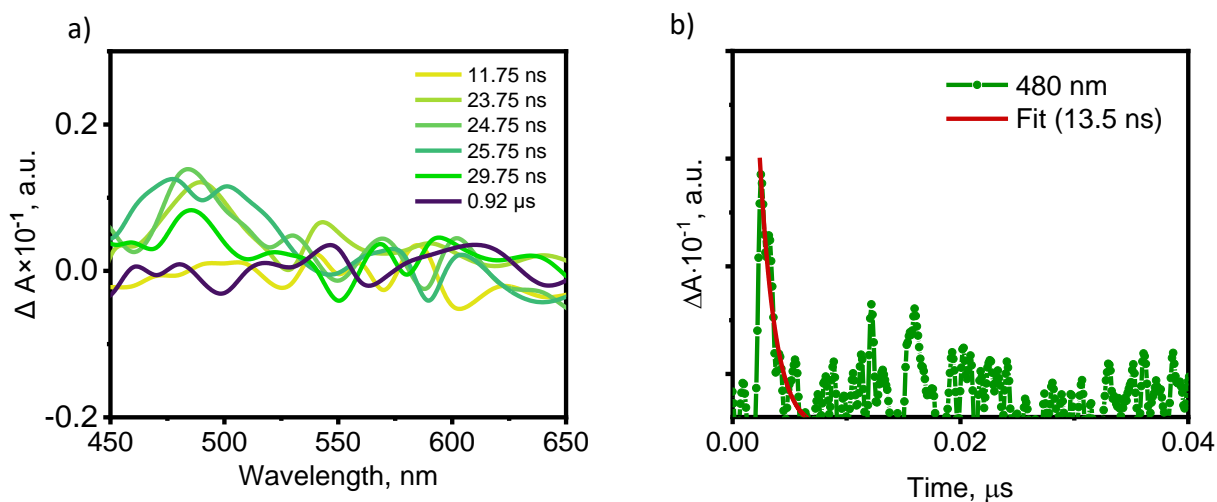 a)
Δ A×10⁻¹, a.u.
0.2
0.0
-0.2
450
500
550
600
650
Wavelength, nm
11.75 ns
23.75 ns
24.75 ns
25.75 ns
29.75 ns
0.92 µs
b)
ΔA·10⁻¹, a.u.
480 nm
Fit (13.5 ns)
0.00
0.02
0.04
Time, μs